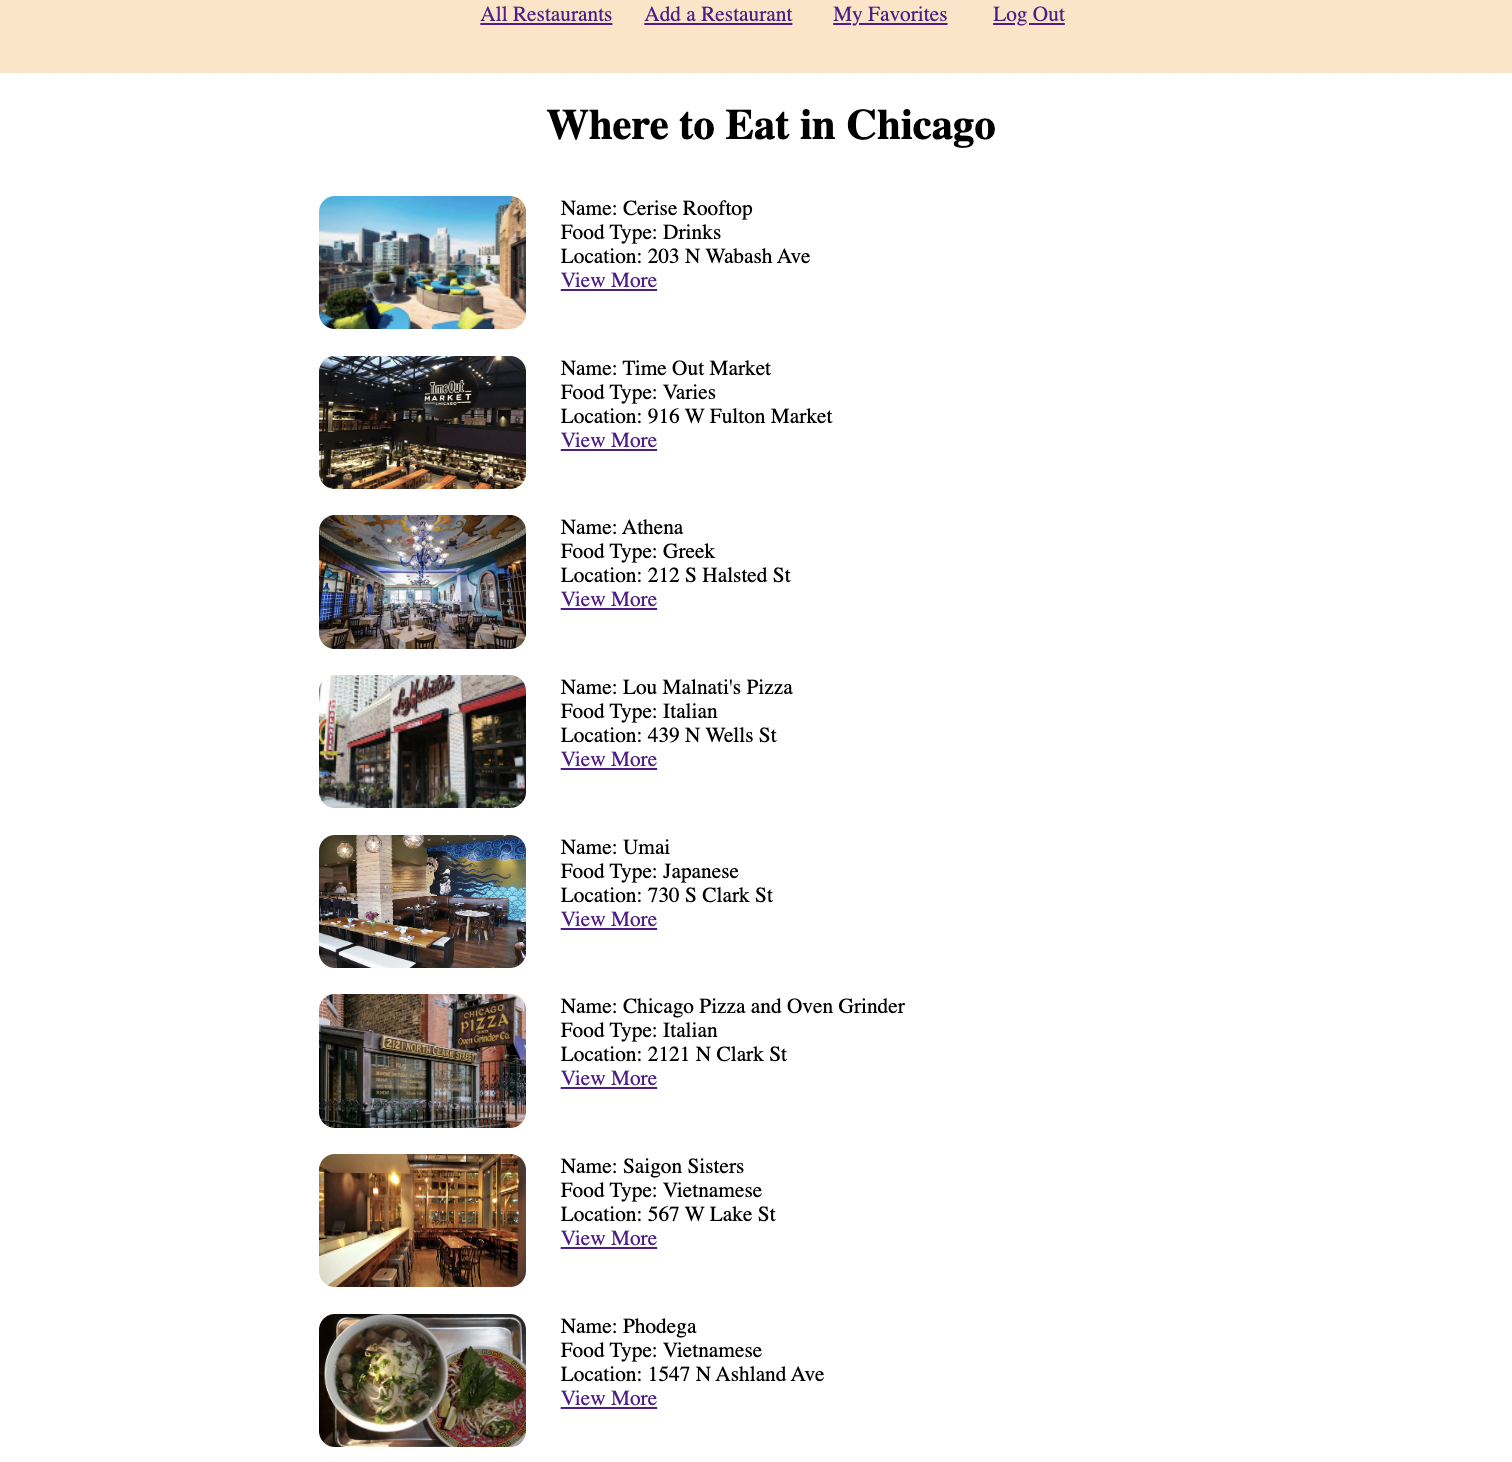 All Restaurants Add a Restaurant My Favorites Log Out
Where to Eat in Chicago
Name: Cerise Rooftop
Food Type: Drinks
Location: 203 N Wabash Ave
View More
Time Out
MARKET
CHICAGO
Name: Time Out Market
Food Type: Varies
Location: 916 W Fulton Market
View More
Name: Athena
Food Type: Greek
Location: 212 S Halsted St
View More
Lou Malnati's
Name: Lou Malnati's Pizza
Food Type: Italian
Location: 439 N Wells St
View More
Name: Umai
Food Type: Japanese
Location: 730 S Clark St
View More
CHICAGO
PIZZA
AND
Oven Grinder Co.
2121 NORTH CLARK STREET
Name: Chicago Pizza and Oven Grinder
Food Type: Italian
Location: 2121 N Clark St
View More
Name: Saigon Sisters
Food Type: Vietnamese
Location: 567 W Lake St
View More
Name: Phodega
Food Type: Vietnamese
Location: 1547 N Ashland Ave
View More